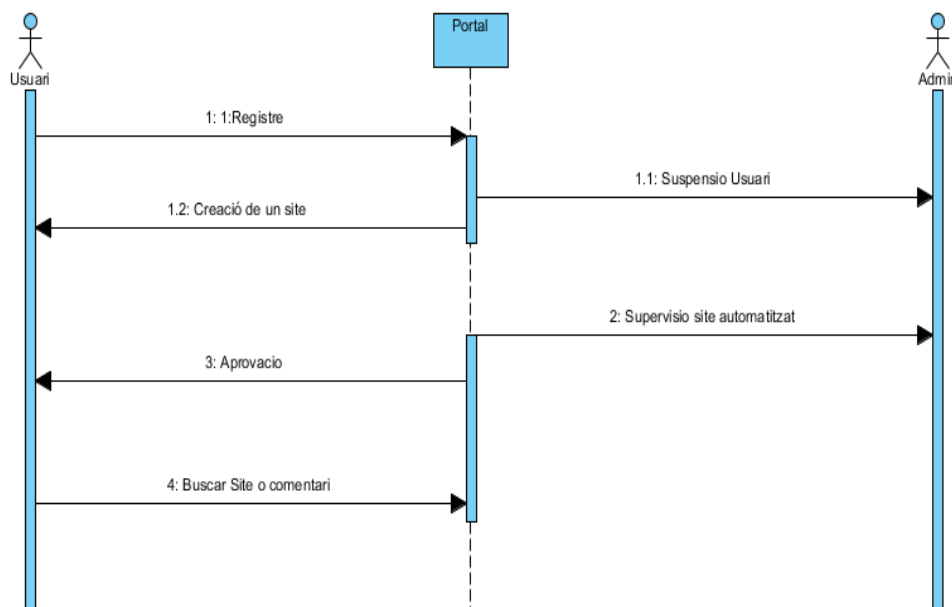 Portal
Usuari
Admin
1: 1:Registre
1.1: Suspensio Usuari
1.2: Creació de un site
2: Supervisio site automatitzat
3: Aprovacio
4: Buscar Site o comentari